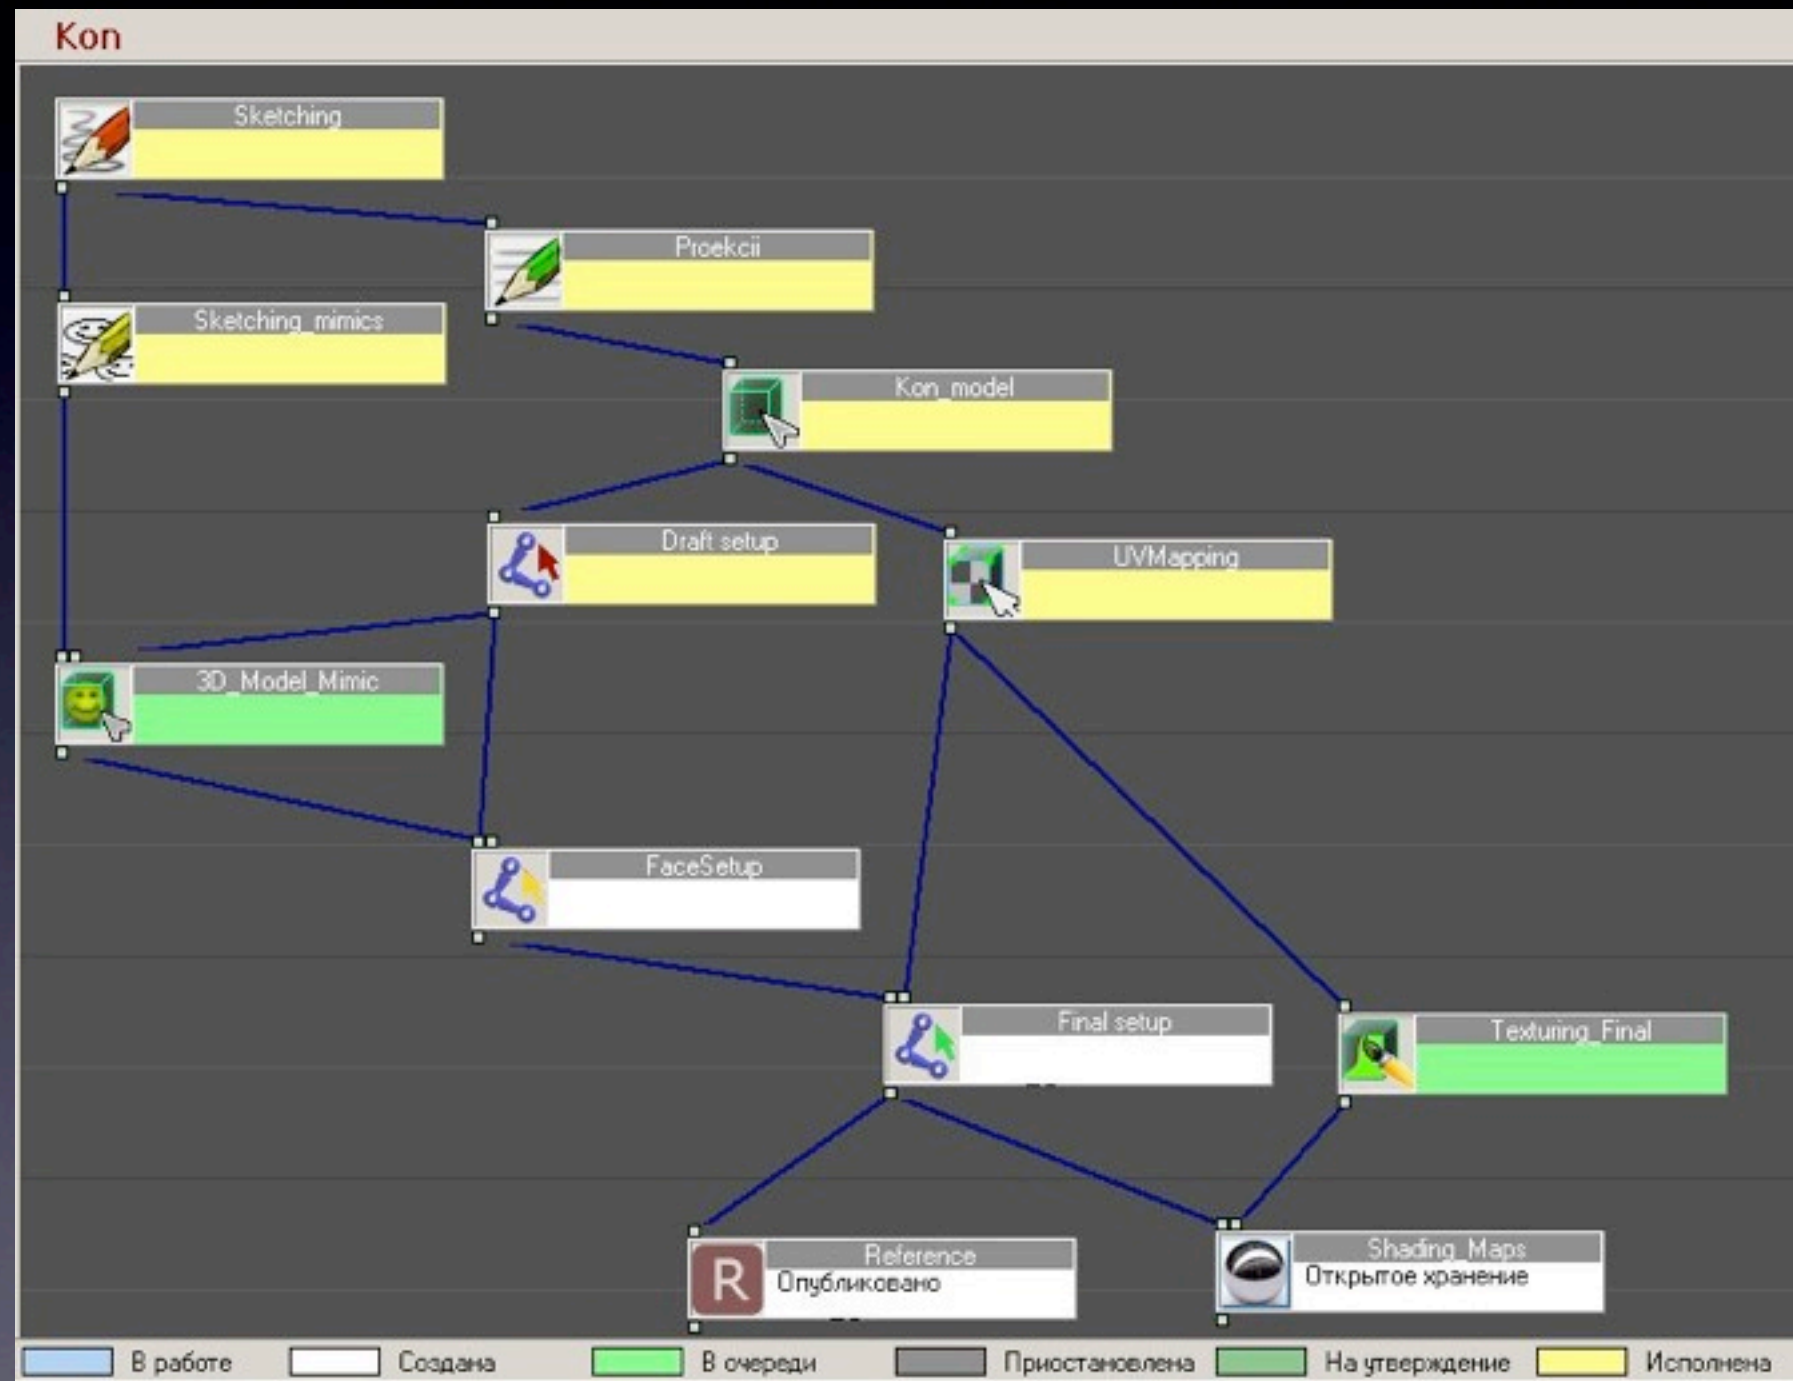 Kon
Sketching
Proekcii
Sketching_mimics
Kon_model
Draft setup
UVMapping
3D_Model_Mimic
FaceSetup
Final setup
Texturing_Final
Reference
Опубликовано
Shading_Maps
Открытое хранение
R
В работе
Создана
В очереди
Приостановлена
На утверждение
Исполнена